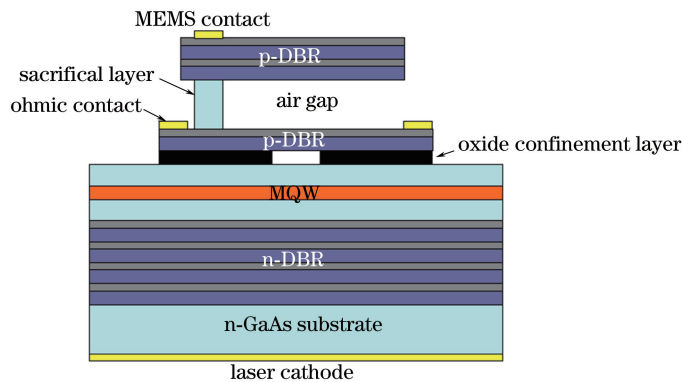 MEMS contact
p-DBR
sacrifical layer
air gap
ohmic contact
p-DBR
oxide confinement layer
MQW
n-DBR
n-GaAs substrate
laser cathode